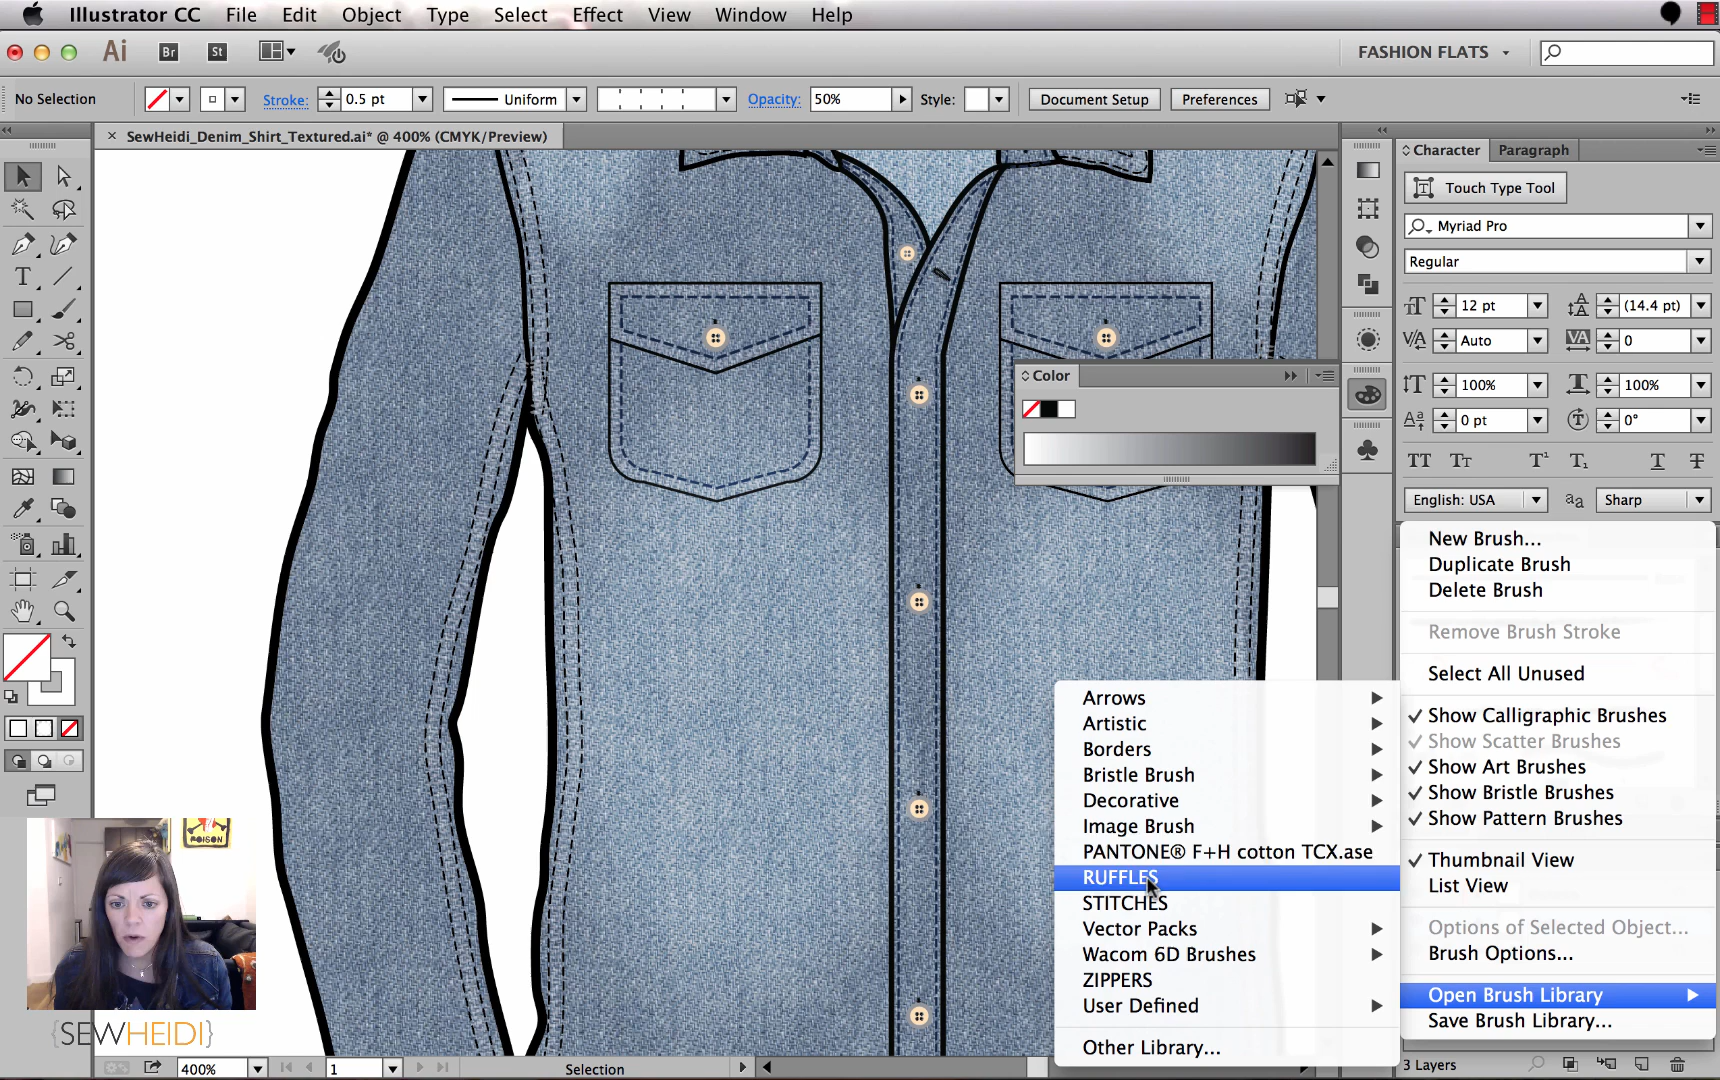 Illustrator CC File Edit Object Type Select Effect View Window Help
Ai Br St FASHION FLATS
No Selection Stroke: 0.5 pt Uniform Opacity: 50% Style: Document Setup Preferences
× SewHeidi_Denim_Shirt_Textured.ai* @ 400% (CMYK/Preview)
Character Paragraph
Touch Type Tool
Myriad Pro
Regular
12 pt (14.4 pt)
Auto 0
100% 100%
0 pt 0°
English: USA Sharp
Color
New Brush...
Duplicate Brush
Delete Brush
Remove Brush Stroke
Select All Unused
Show Calligraphic Brushes
Show Scatter Brushes
Show Art Brushes
Show Bristle Brushes
Show Pattern Brushes
Thumbnail View
List View
Options of Selected Object...
Brush Options...
Open Brush Library
Save Brush Library...
Arrows
Artistic
Borders
Bristle Brush
Decorative
Image Brush
PANTONE® F+H cotton TCX.ase
RUFFLES
STITCHES
Vector Packs
Wacom 6D Brushes
ZIPPERS
User Defined
Other Library...
POISON
{SEWHEIDI}
400% 1 Selection
3 Layers